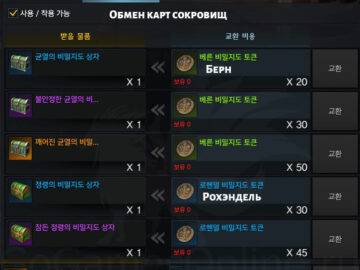 사용 / 착용 가능
Обмен карт сокровищ
받을 물품 교환 비용
균열의 비밀지도 상자
X 1
베른 비밀지도 토큰
Берн
보유 0
X 20
교환
불안정한 균열의 비...
X 1
베른 비밀지도 토큰
보유 0
X 30
교환
깨어진 균열의 비밀...
X 1
베른 비밀지도 토큰
보유 0
X 50
교환
정령의 비밀지도 상자
X 1
로헨델 비밀지도 토큰
Рохэндель
보유 0
X 30
교환
잠든 정령의 비밀지도 상자
X 1
로헨델 비밀지도 토큰
보유 0
X 45
교환